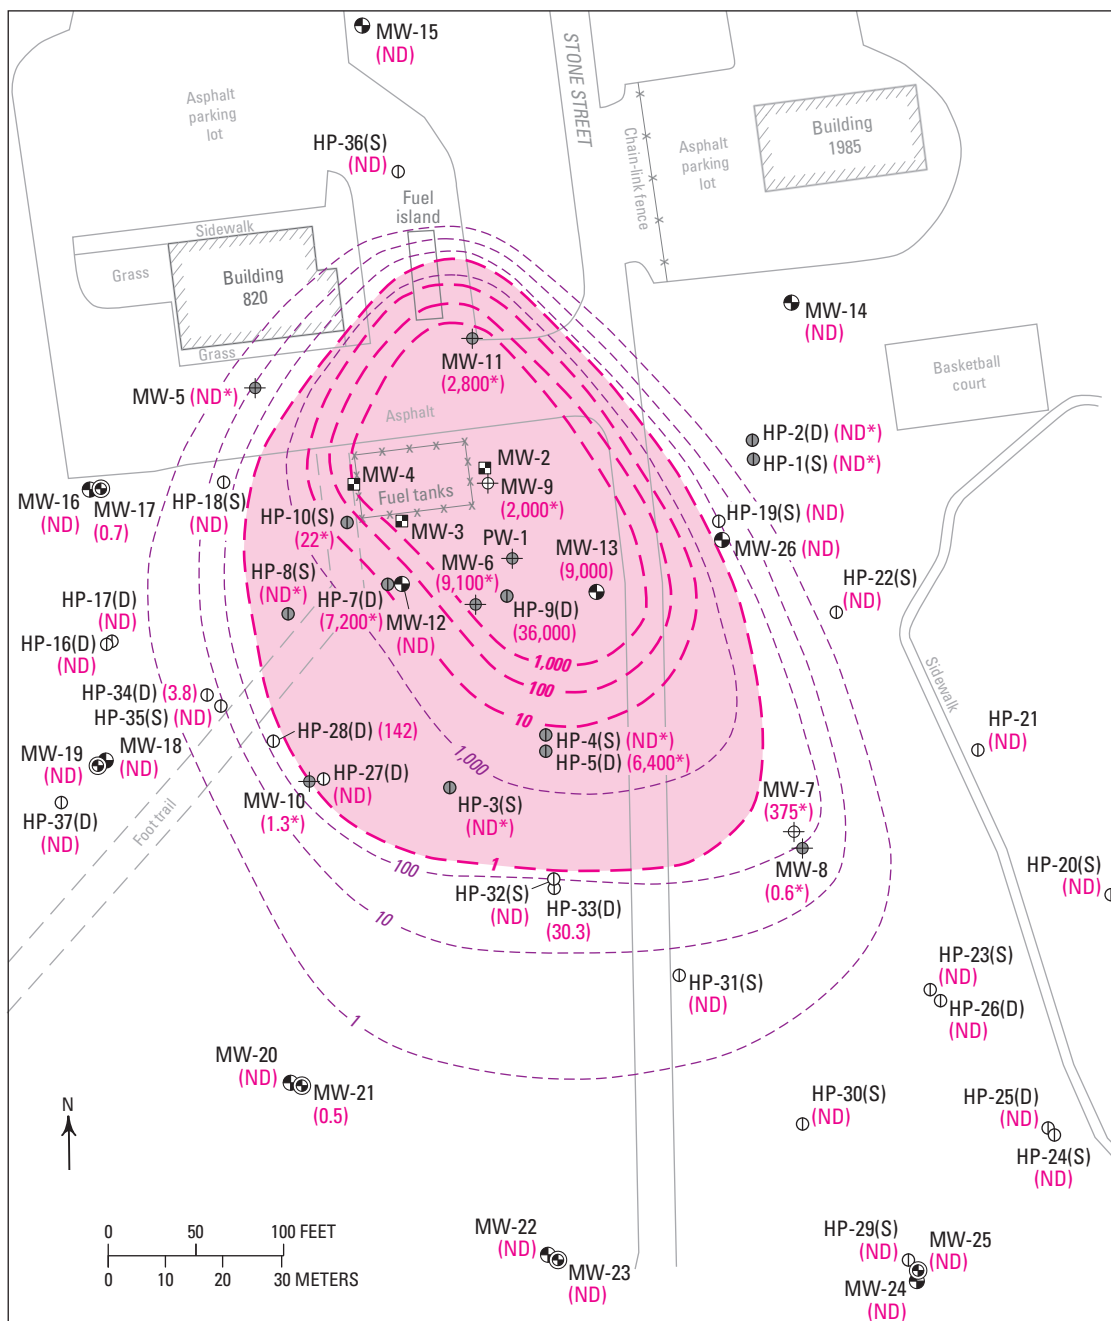 MW-15
(ND)
STONE STREET
Asphalt
parking
lot
Building
1985
Chain-link fence
Asphalt
parking
lot
HP-36(S)
(ND)
Fuel
island
Sidewalk
Grass
Building
820
Grass
MW-14
(ND)
MW-11
(2,800*)
Basketball
court
MW-5 (ND*)
Asphalt
HP-2(D) (ND*)
HP-1(S) (ND*)
MW-2
MW-4
MW-9
(2,000*)
Fuel tanks
MW-16
(ND)
MW-17
(0.7)
HP-18(S)
(ND)
HP-10(S)
(22*)
MW-3
HP-19(S) (ND)
MW-26 (ND)
PW-1
MW-6
(9,100*)
MW-13
(9,000)
HP-8(S)
(ND*)
HP-7(D)
(7,200*)
MW-12
(ND)
HP-9(D)
(36,000)
HP-22(S)
(ND)
HP-17(D)
HP-16(D)
(ND)
1,000
100
10
HP-34(D) (3.8)
HP-35(S) (ND)
Sidewalk
HP-28(D) (142)
HP-4(S) (ND*)
HP-5(D) (6,400*)
HP-21
(ND)
MW-19
(ND)
MW-18
(ND)
1,000
HP-27(D)
(ND)
MW-10
(1.3*)
HP-3(S)
(ND*)
MW-7
(375*)
HP-37(D)
(ND)
Foot trail
100
1
MW-8
(0.6*)
HP-20(S)
(ND)
HP-32(S)
(ND)
HP-33(D)
(30.3)
10
HP-31(S)
(ND)
HP-23(S)
(ND)
HP-26(D)
(ND)
1
MW-20
(ND)
MW-21
(0.5)
HP-30(S)
(ND)
HP-25(D)
(ND)
HP-24(S)
(ND)
N
MW-22
(ND)
MW-23
(ND)
HP-29(S)
(ND)
MW-25
(ND)
MW-24
(ND)
0 50 100 FEET
0 10 20 30 METERS